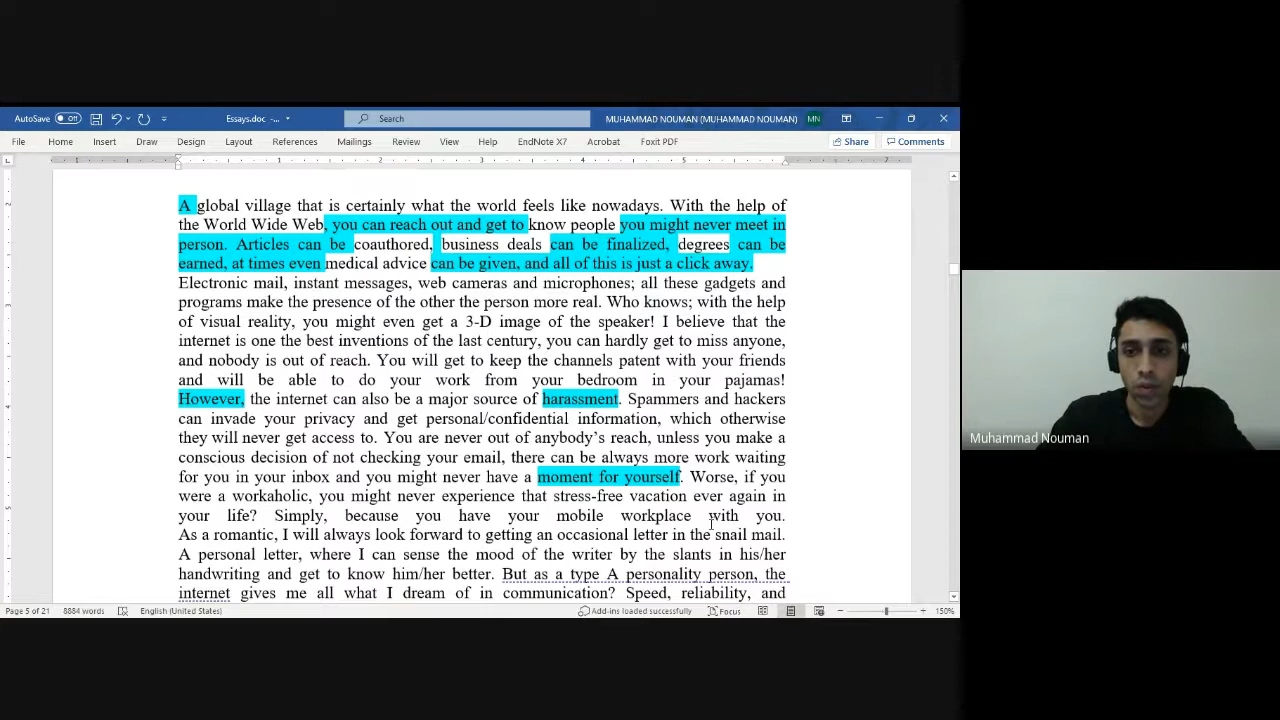 AutoSave Off Essays.doc -... Search MUHAMMAD NOUMAN (MUHAMMAD NOUMAN) MN
File Home Insert Draw Design Layout References Mailings Review View Help EndNote X7 Acrobat Foxit PDF Share Comments
1 1 2 3 4 5 7
A global village that is certainly what the world feels like nowadays. With the help of
the World Wide Web, you can reach out and get to know people you might never meet in
person. Articles can be coauthored, business deals can be finalized, degrees can be
earned, at times even medical advice can be given, and all of this is just a click away.
Electronic mail, instant messages, web cameras and microphones; all these gadgets and
programs make the presence of the other the person more real. Who knows; with the help
of visual reality, you might even get a 3-D image of the speaker! I believe that the
internet is one the best inventions of the last century, you can hardly get to miss anyone,
and nobody is out of reach. You will get to keep the channels patent with your friends
and will be able to do your work from your bedroom in your pajamas!
However, the internet can also be a major source of harassment. Spammers and hackers
can invade your privacy and get personal/confidential information, which otherwise
they will never get access to. You are never out of anybody's reach, unless you make a
conscious decision of not checking your email, there can be always more work waiting
for you in your inbox and you might never have a moment for yourself. Worse, if you
were a workaholic, you might never experience that stress-free vacation ever again in
your life? Simply, because you have your mobile workplace with you.
As a romantic, I will always look forward to getting an occasional letter in the snail mail.
A personal letter, where I can sense the mood of the writer by the slants in his/her
handwriting and get to know him/her better. But as a type A personality person, the
internet gives me all what I dream of in communication? Speed, reliability, and
Page 5 of 21 8884 words English (United States) Add-ins loaded successfully Focus 150%
Muhammad Nouman